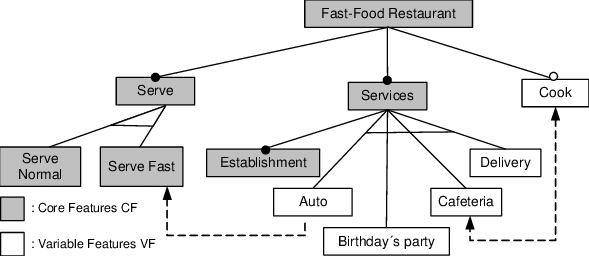 Fast-Food Restaurant
Serve
Services
Cook
Serve
Normal
Serve Fast
Establishment
Delivery
Auto
Cafeteria
Birthday´s party
: Core Features CF
: Variable Features VF